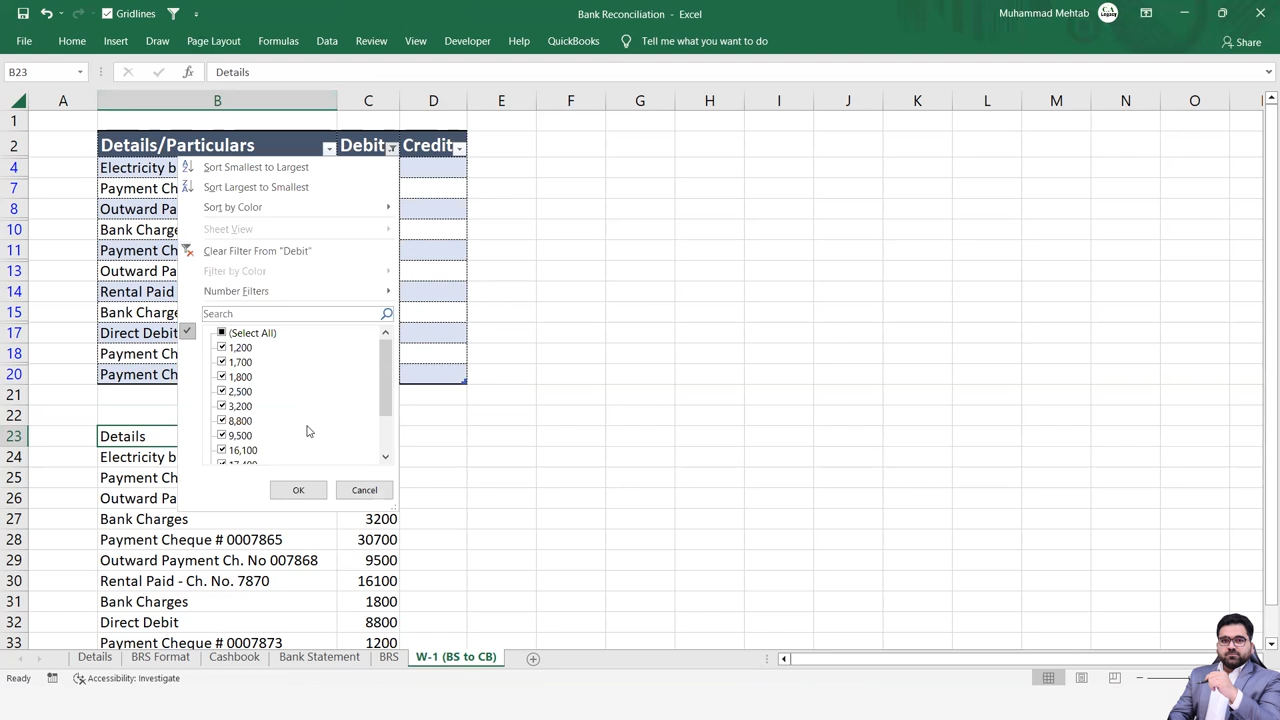 Gridlines
Bank Reconciliation - Excel
Muhammad Mehtab
File Home Insert Draw Page Layout Formulas Data Review View Developer Help QuickBooks Tell me what you want to do
Share
B23 fx Details
A B C D E F G H I J K L M N O
1
2 Details/Particulars Debit Credit
4 Electricity b
7 Payment Ch
8 Outward Pa
10 Bank Charge
11 Payment Ch
13 Outward Pa
14 Rental Paid
15 Bank Charge
17 Direct Debit
18 Payment Ch
20 Payment Ch
21
22
23 Details
24 Electricity b
25 Payment Ch
26 Outward Pa
27 Bank Charges 3200
28 Payment Cheque # 0007865 30700
29 Outward Payment Ch. No 007868 9500
30 Rental Paid - Ch. No. 7870 16100
31 Bank Charges 1800
32 Direct Debit 8800
33 Payment Cheque # 0007873 1200
Sort Smallest to Largest
Sort Largest to Smallest
Sort by Color
Sheet View
Clear Filter From "Debit"
Filter by Color
Number Filters
Search
(Select All)
1,200
1,700
1,800
2,500
3,200
8,800
9,500
16,100
17,400
OK Cancel
Details BRS Format Cashbook Bank Statement BRS W-1 (BS to CB)
Ready Accessibility: Investigate